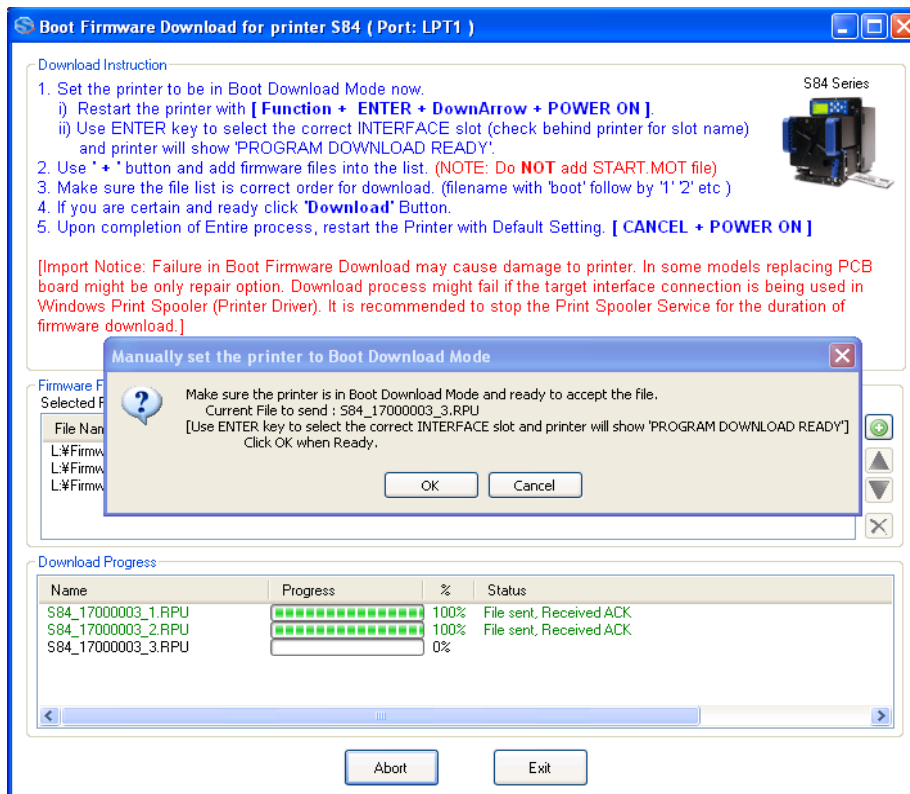 Boot Firmware Download for printer S84 ( Port: LPT1 )
Download Instruction
1. Set the printer to be in Boot Download Mode now.
i) Restart the printer with [ Function + ENTER + DownArrow + POWER ON ].
ii) Use ENTER key to select the correct INTERFACE slot (check behind printer for slot name)
and printer will show 'PROGRAM DOWNLOAD READY'.
2. Use ' + ' button and add firmware files into the list. (NOTE: Do NOT add START.MOT file)
3. Make sure the file list is correct order for download. (filename with 'boot' follow by '1' '2' etc )
4. If you are certain and ready click 'Download' Button.
5. Upon completion of Entire process, restart the Printer with Default Setting. [ CANCEL + POWER ON ]
S84 Series
[Import Notice: Failure in Boot Firmware Download may cause damage to printer. In some models replacing PCB
board might be only repair option. Download process might fail if the target interface connection is being used in
Windows Print Spooler (Printer Driver). It is recommended to stop the Print Spooler Service for the duration of
firmware download.]
Manually set the printer to Boot Download Mode
Make sure the printer is in Boot Download Mode and ready to accept the file.
Current File to send : S84_17000003_3.RPU
[Use ENTER key to select the correct INTERFACE slot and printer will show 'PROGRAM DOWNLOAD READY']
Click OK when Ready.
OK Cancel
Firmware F
Selected F
File Nam
L:¥Firmw
L:¥Firmw
L:¥Firmw
Download Progress
Name Progress % Status
S84_17000003_1.RPU 100% File sent, Received ACK
S84_17000003_2.RPU 100% File sent, Received ACK
S84_17000003_3.RPU 0%
Abort Exit